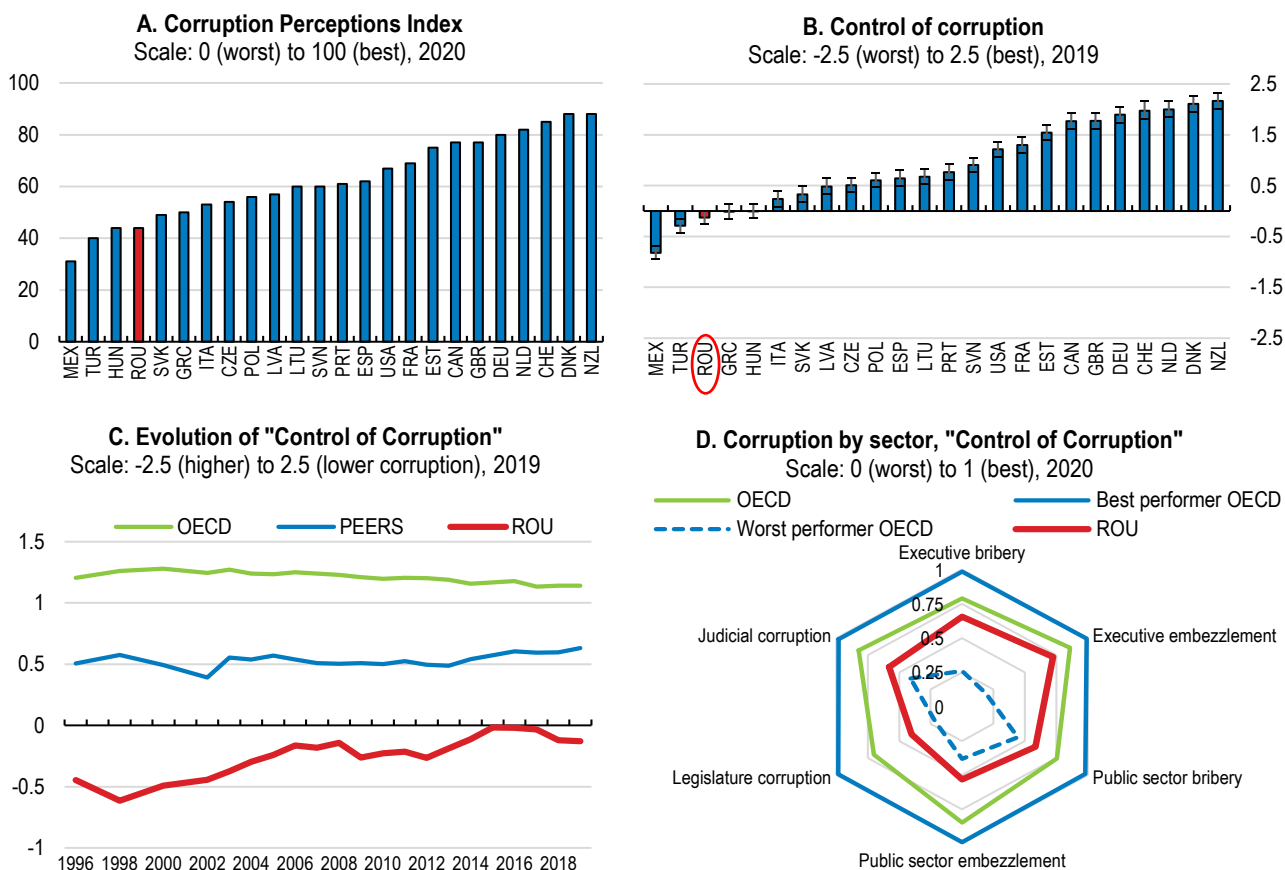 A. Corruption Perceptions Index
Scale: 0 (worst) to 100 (best), 2020
100
80
60
40
20
0
MEX
TUR
HUN
ROU
SVK
GRC
ITA
CZE
POL
LVA
LTU
SVN
PRT
ESP
USA
FRA
EST
CAN
GBR
DEU
NLD
CHE
DNK
NZL
B. Control of corruption
Scale: -2.5 (worst) to 2.5 (best), 2019
2.5
1.5
0.5
-0.5
-1.5
-2.5
MEX
TUR
ROU
GRC
HUN
ITA
SVK
LVA
CZE
POL
ESP
LTU
PRT
SVN
USA
FRA
EST
CAN
GBR
DEU
CHE
NLD
DNK
NZL
C. Evolution of "Control of Corruption"
Scale: -2.5 (higher) to 2.5 (lower corruption), 2019
OECD PEERS ROU
1.5
1
0.5
0
-0.5
-1
1996 1998 2000 2002 2004 2006 2008 2010 2012 2014 2016 2018
D. Corruption by sector, "Control of Corruption"
Scale: 0 (worst) to 1 (best), 2020
OECD Best performer OECD
Worst performer OECD ROU
Executive bribery
1
0.75
0.5
0.25
0
Judicial corruption
Executive embezzlement
Legislature corruption
Public sector bribery
Public sector embezzlement